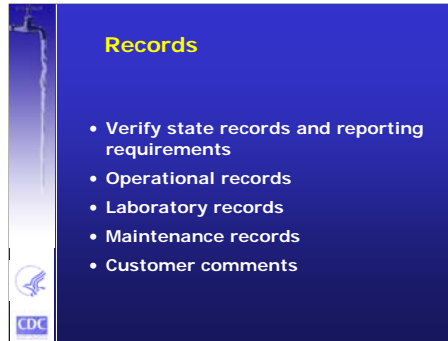 Records
• Verify state records and reporting
requirements
• Operational records
• Laboratory records
• Maintenance records
• Customer comments
CDC